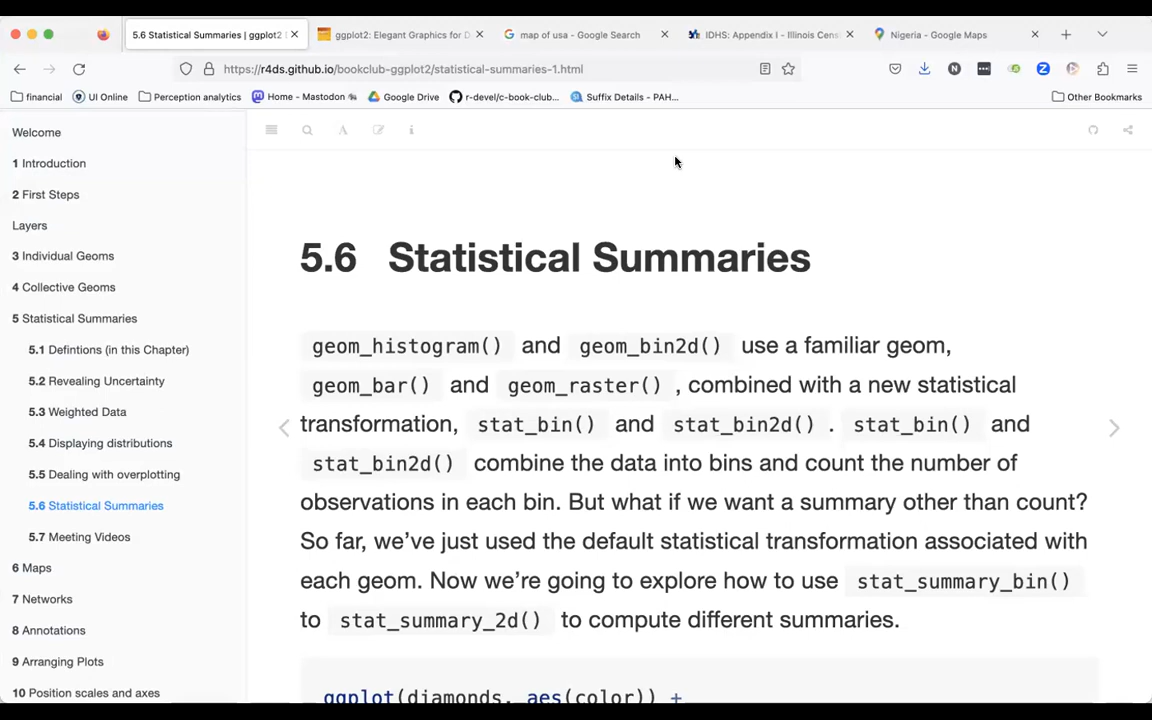 5.6 Statistical Summaries | ggplot2
ggplot2: Elegant Graphics for D
map of usa - Google Search
IDHS: Appendix I - Illinois Cens
Nigeria - Google Maps
https://r4ds.github.io/bookclub-ggplot2/statistical-summaries-1.html
financial
UI Online
Perception analytics
Home - Mastodon
Google Drive
r-devel/c-book-club...
Suffix Details - PAH...
Other Bookmarks
Welcome
1 Introduction
2 First Steps
Layers
3 Individual Geoms
4 Collective Geoms
5 Statistical Summaries
5.1 Defintions (in this Chapter)
5.2 Revealing Uncertainty
5.3 Weighted Data
5.4 Displaying distributions
5.5 Dealing with overplotting
5.6 Statistical Summaries
5.7 Meeting Videos
6 Maps
7 Networks
8 Annotations
9 Arranging Plots
10 Position scales and axes
5.6 Statistical Summaries
geom_histogram() and geom_bin2d() use a familiar geom,
geom_bar() and geom_raster() , combined with a new statistical
transformation, stat_bin() and stat_bin2d() . stat_bin() and
stat_bin2d() combine the data into bins and count the number of
observations in each bin. But what if we want a summary other than count?
So far, we’ve just used the default statistical transformation associated with
each geom. Now we’re going to explore how to use stat_summary_bin()
to stat_summary_2d() to compute different summaries.
ggplot(diamonds, aes(color)) +